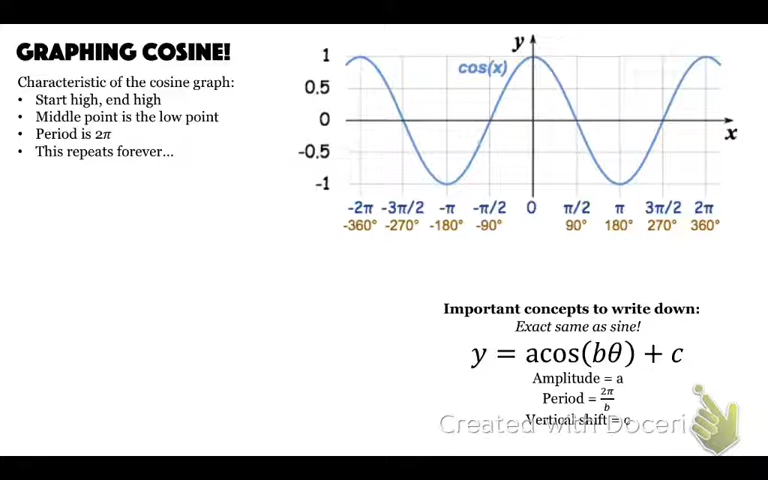 GRAPHING COSINE!
Characteristic of the cosine graph:
• Start high, end high
• Middle point is the low point
• Period is 2π
• This repeats forever...
y
cos(x)
1
0.5
0
-0.5
-1
x
-2π -3π/2 -π -π/2 0 π/2 π 3π/2 2π
-360° -270° -180° -90° 90° 180° 270° 360°
Important concepts to write down:
Exact same as sine!
y = acos(bθ) + c
Amplitude = a
Period = 2π/b
Vertical shift = c
Created with Doceri